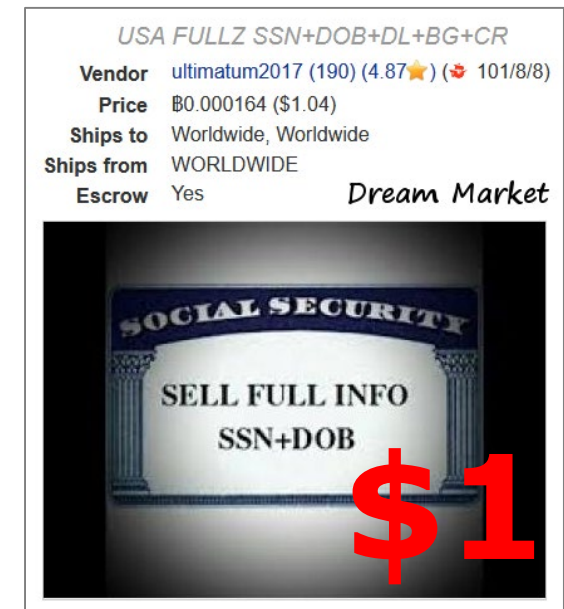 USA FULLZ SSN+DOB+DL+BG+CR
Vendor ultimatum2017 (190) (4.87⭐) ( 101/8/8)
Price ฿0.000164 ($1.04)
Ships to Worldwide, Worldwide
Ships from WORLDWIDE
Escrow Yes
Dream Market
SOCIAL SECURITY
SELL FULL INFO
SSN+DOB
$1